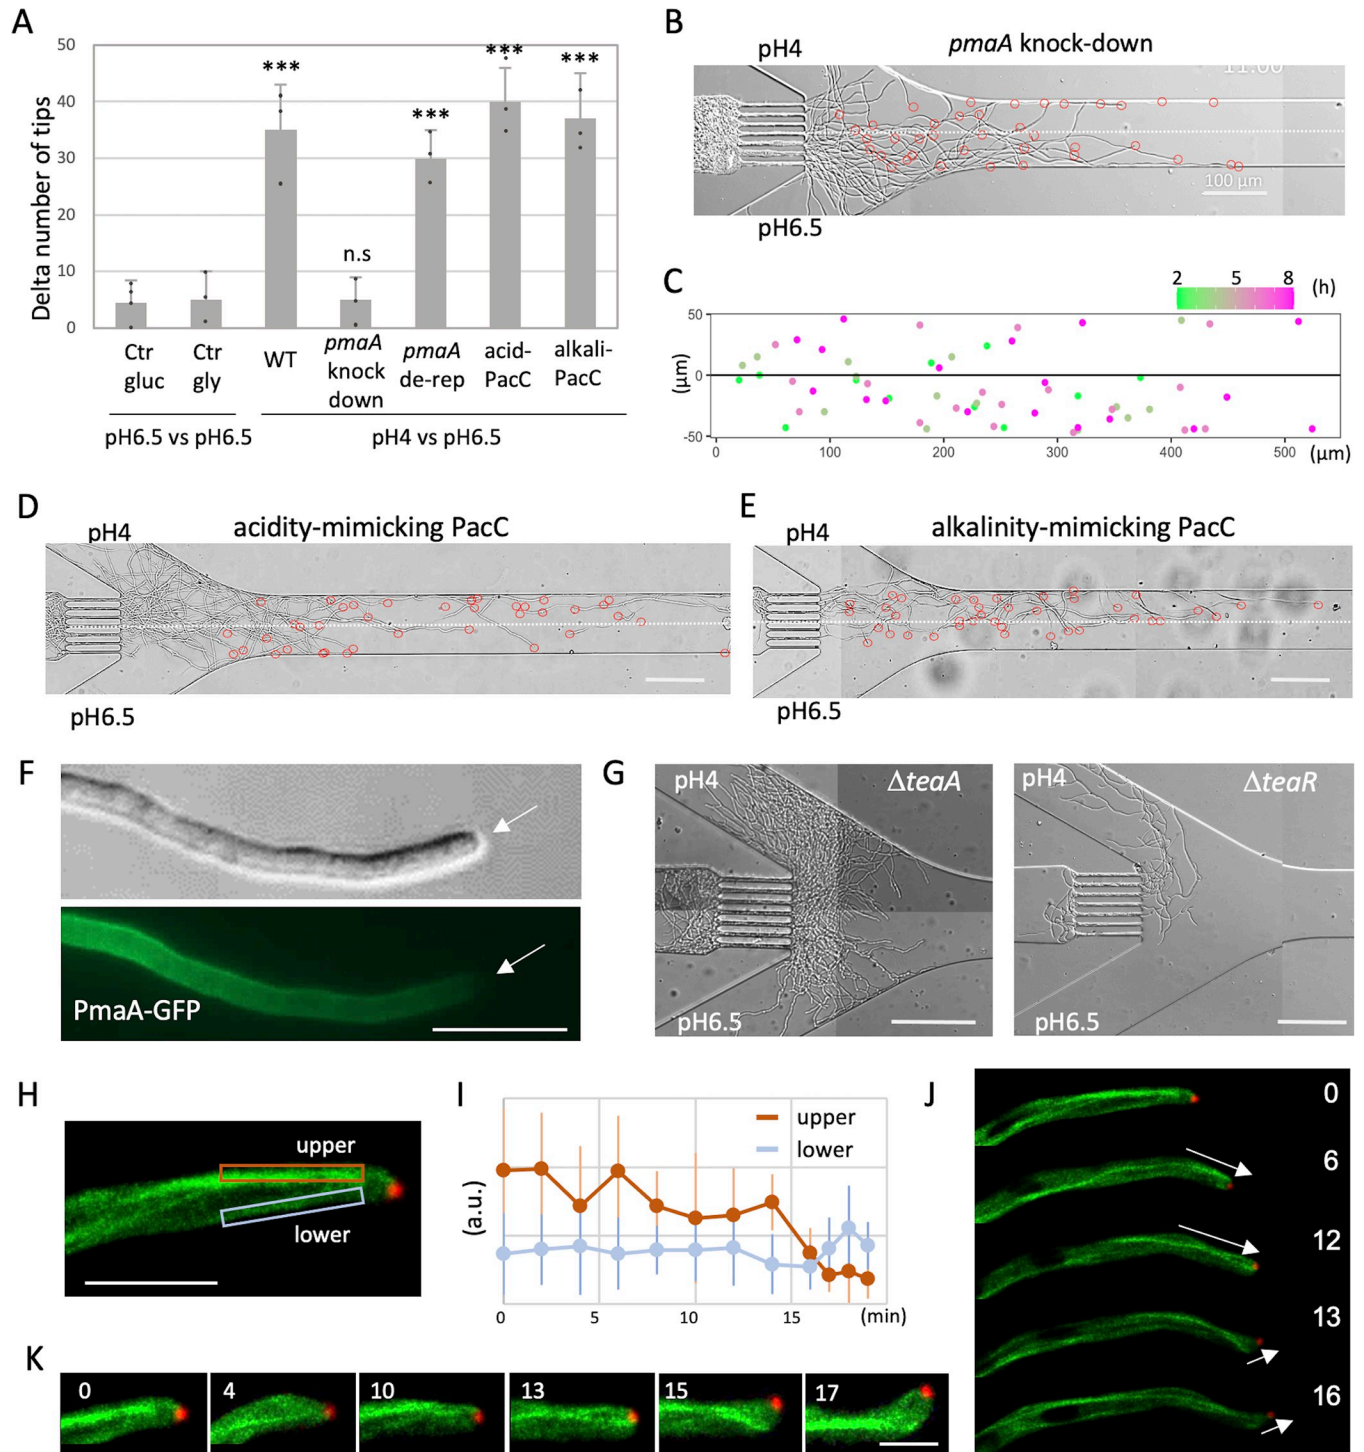 A
50
40
30
20
10
0
Delta number of tips
***
n.s
***
***
***
Ctr gluc
Ctr gly
WT
pmaA knock down
pmaA de-rep
acid-PacC
alkali-PacC
pH6.5 vs pH6.5
pH4 vs pH6.5
B
pH4
pmaA knock-down
100 µm
pH6.5
C
2 5 8 (h)
50
0
-50
(µm)
0 100 200 300 400 500 (µm)
D
pH4
acidity-mimicking PacC
pH6.5
E
pH4
alkalinity-mimicking PacC
pH6.5
F
PmaA-GFP
G
pH4
ΔteaA
pH6.5
pH4
ΔteaR
pH6.5
H
upper
lower
I
upper
lower
(a.u.)
0 5 10 15 (min)
J
0
6
12
13
16
K
0 4 10 13 15 17